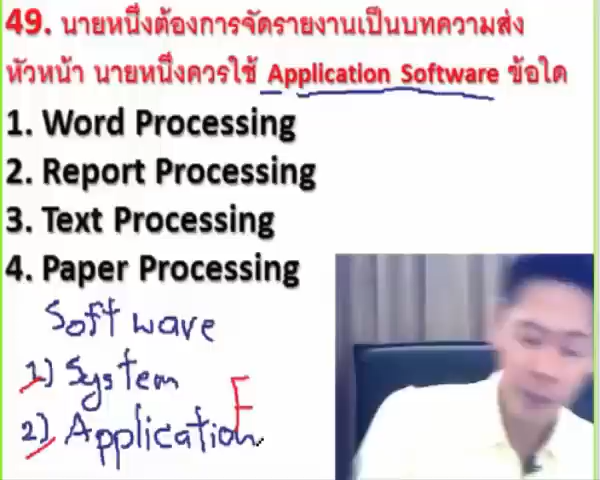 49. นายหนึ่งต้องการจัดรายงานเป็นบทความส่ง
หัวหน้า นายหนึ่งควรใช้ Application Software ข้อใด
1. Word Processing
2. Report Processing
3. Text Processing
4. Paper Processing
Software
1) System
2) Application
E